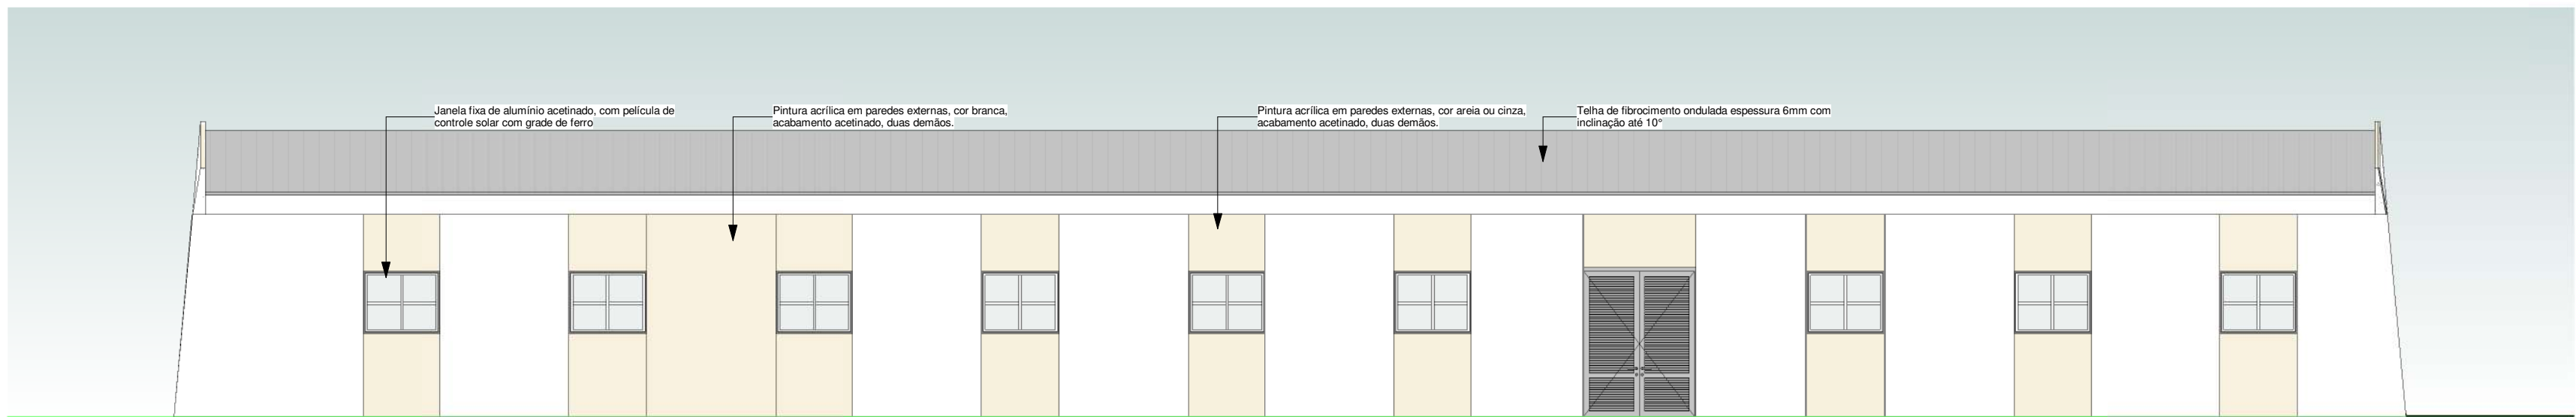 Janela fixa de alumínio acetinado, com película de
controle solar com grade de ferro
Pintura acrílica em paredes externas, cor branca,
acabamento acetinado, duas demãos.
Pintura acrílica em paredes externas, cor areia ou cinza,
acabamento acetinado, duas demãos.
Telha de fibrocimento ondulada espessura 6mm com
inclinação até 10°